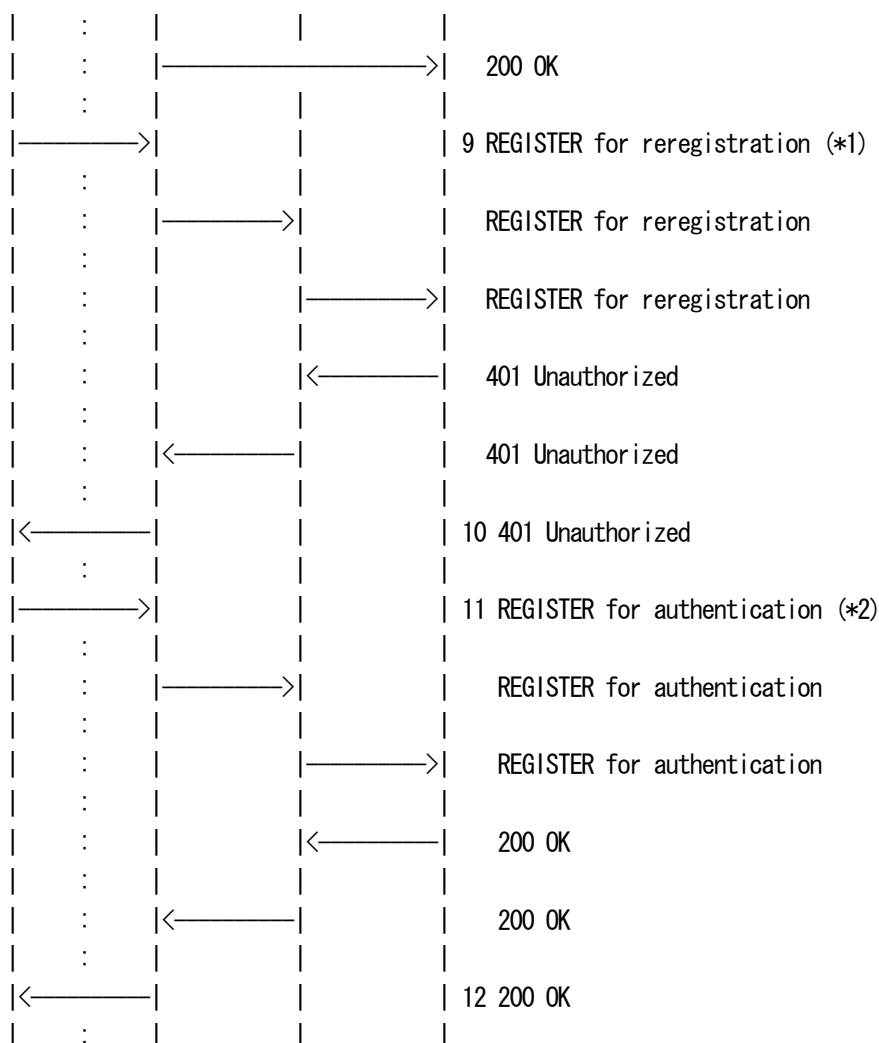 200 OK
9 REGISTER for reregistration (*1)
REGISTER for reregistration
REGISTER for reregistration
401 Unauthorized
401 Unauthorized
10 401 Unauthorized
11 REGISTER for authentication (*2)
REGISTER for authentication
REGISTER for authentication
200 OK
200 OK
12 200 OK